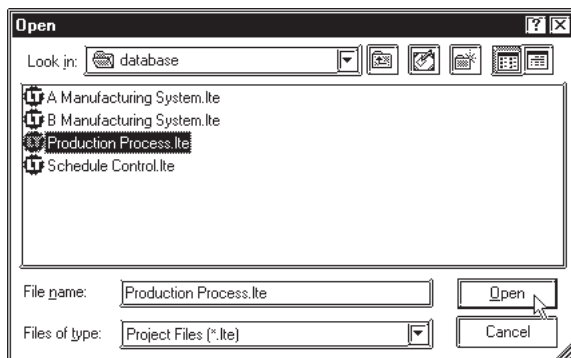 Open
Look in: database
A Manufacturing System.lte
B Manufacturing System.lte
Production Process.lte
Schedule Control.lte
File name: Production Process.lte Open
Files of type: Project Files (*.lte) Cancel